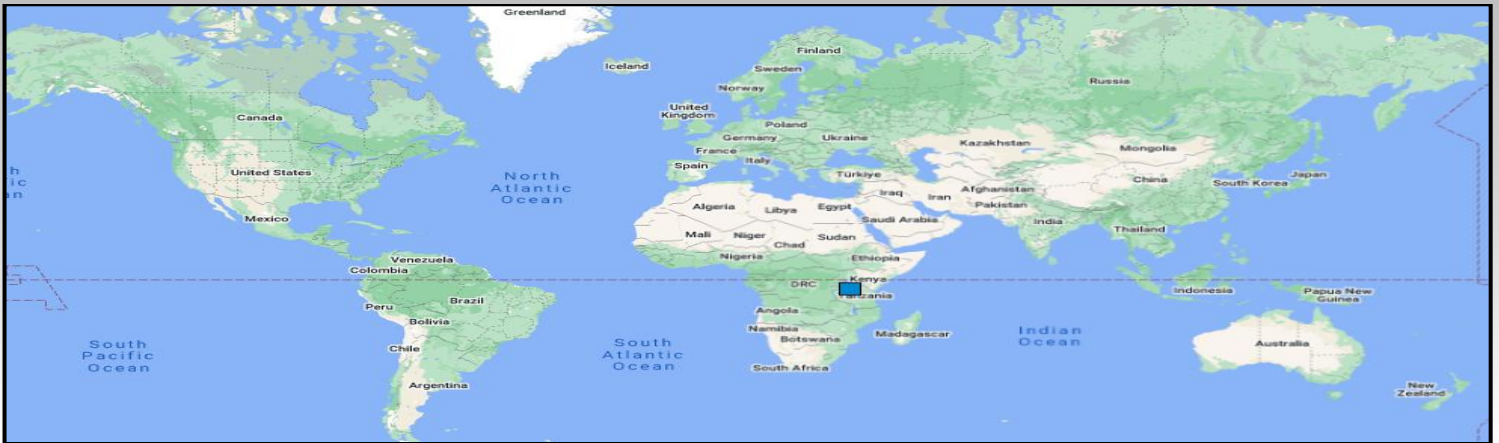 Greenland
Finland
Iceland
Sweden
Russia
Norway
United
Kingdom
Canada
Poland
Germany
Ukraine
France
Kazakhstan
Mongolia
Italy
Spain
United States
Türkiye
Japan
China
South Korea
North
Atlantic
Ocean
Iraq
Afghanistan
Iran
Pakistan
Algeria
Libya
Egypt
Mexico
Saudi Arabia
India
Mali
Niger
Sudan
Chad
Thailand
Nigeria
Ethiopia
Venezuela
Colombia
Kenya
DRC
Indonesia
Papua New
Guinea
Brazil
Peru
Angola
Bolivia
Namibia
Botswana
Madagascar
Indian
Ocean
South
Pacific
Ocean
Chile
South
Atlantic
Ocean
Australia
South Africa
Argentina
New
Zealand